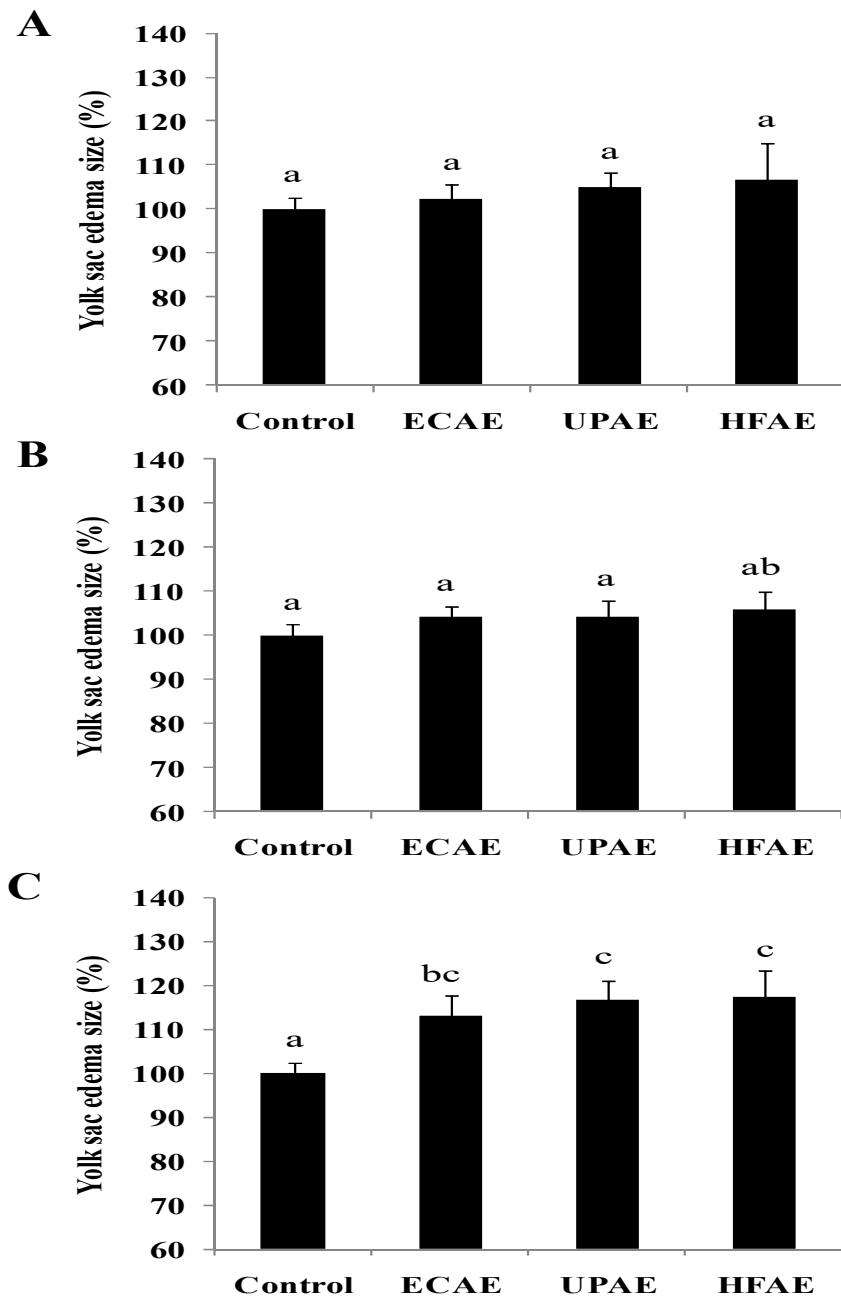 A
Yolk sac edema size (%)
140
130
120
110
100
90
80
70
60
a
a
a
a
Control ECAE UPAE HFAE
B
Yolk sac edema size (%)
140
130
120
110
100
90
80
70
60
a
a
a
ab
Control ECAE UPAE HFAE
C
Yolk sac edema size (%)
140
130
120
110
100
90
80
70
60
a
bc
c
c
Control ECAE UPAE HFAE